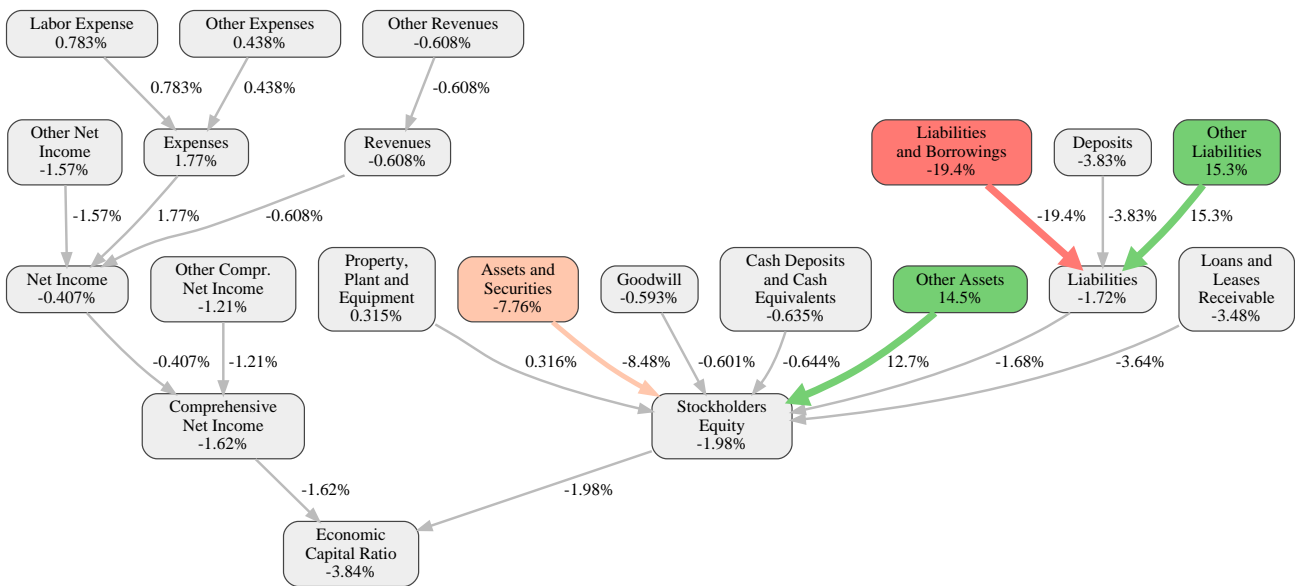 Labor Expense
0.783%
Other Expenses
0.438%
Other Revenues
-0.608%
0.783%
0.438%
-0.608%
Other Net
Income
-1.57%
Expenses
1.77%
Revenues
-0.608%
Liabilities
and Borrowings
-19.4%
Deposits
-3.83%
Other
Liabilities
15.3%
-1.57%
1.77%
-0.608%
-19.4%
-3.83%
15.3%
Net Income
-0.407%
Other Compr.
Net Income
-1.21%
Property,
Plant and
Equipment
0.315%
Assets and
Securities
-7.76%
Goodwill
-0.593%
Cash Deposits
and Cash
Equivalents
-0.635%
Other Assets
14.5%
Liabilities
-1.72%
Loans and
Leases
Receivable
-3.48%
-0.407%
-1.21%
0.316%
-8.48%
-0.601%
-0.644%
12.7%
-1.68%
-3.64%
Comprehensive
Net Income
-1.62%
Stockholders
Equity
-1.98%
-1.62%
-1.98%
Economic
Capital Ratio
-3.84%